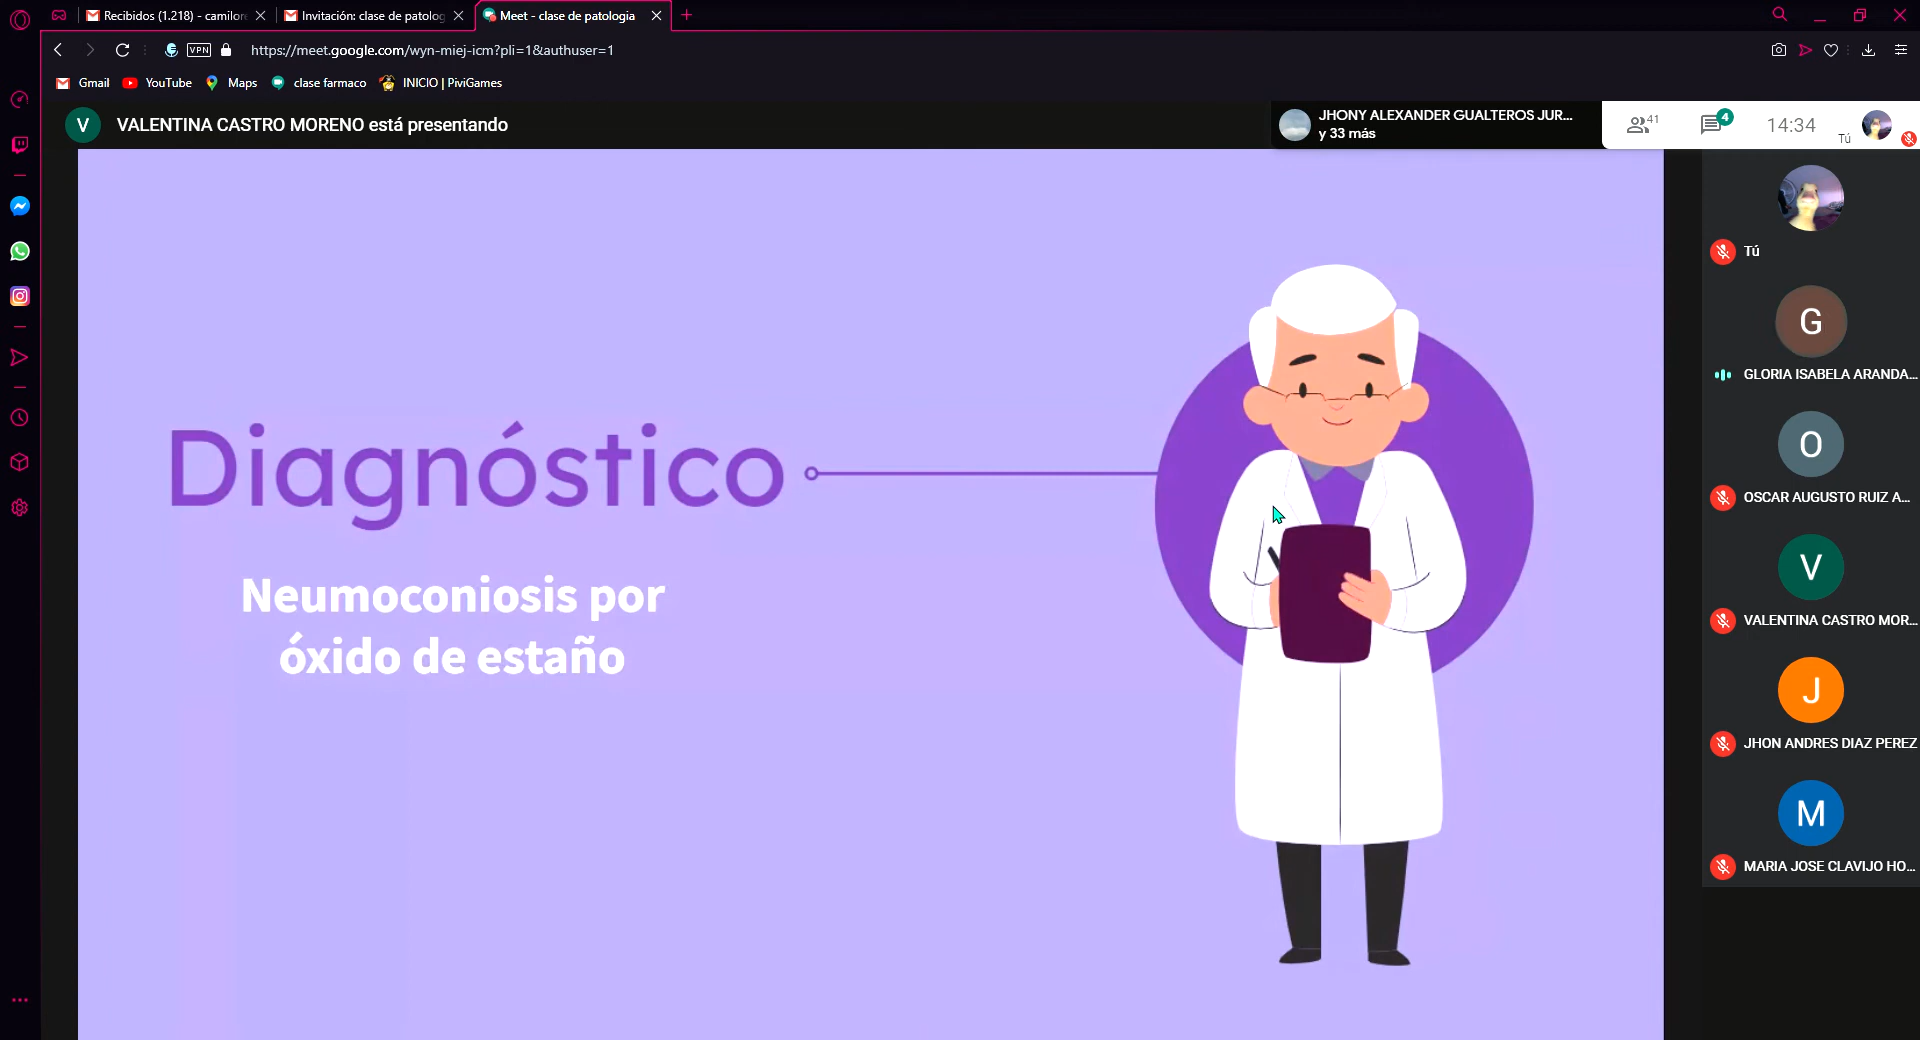 Recibidos (1.218) - camilore
Invitación: clase de patolog
Meet - clase de patologia
VPN
https://meet.google.com/wyn-miej-icm?pli=1&authuser=1
Gmail
YouTube
Maps
clase farmaco
INICIO | PiviGames
V
VALENTINA CASTRO MORENO está presentando
JHONY ALEXANDER GUALTEROS JUR...
y 33 más
41
4
14:34
Tú
Diagnóstico
Neumoconiosis por
óxido de estaño
Tú
G
GLORIA ISABELA ARANDA...
O
OSCAR AUGUSTO RUIZ A...
V
VALENTINA CASTRO MOR...
J
JHON ANDRES DIAZ PEREZ
M
MARIA JOSE CLAVIJO HO...